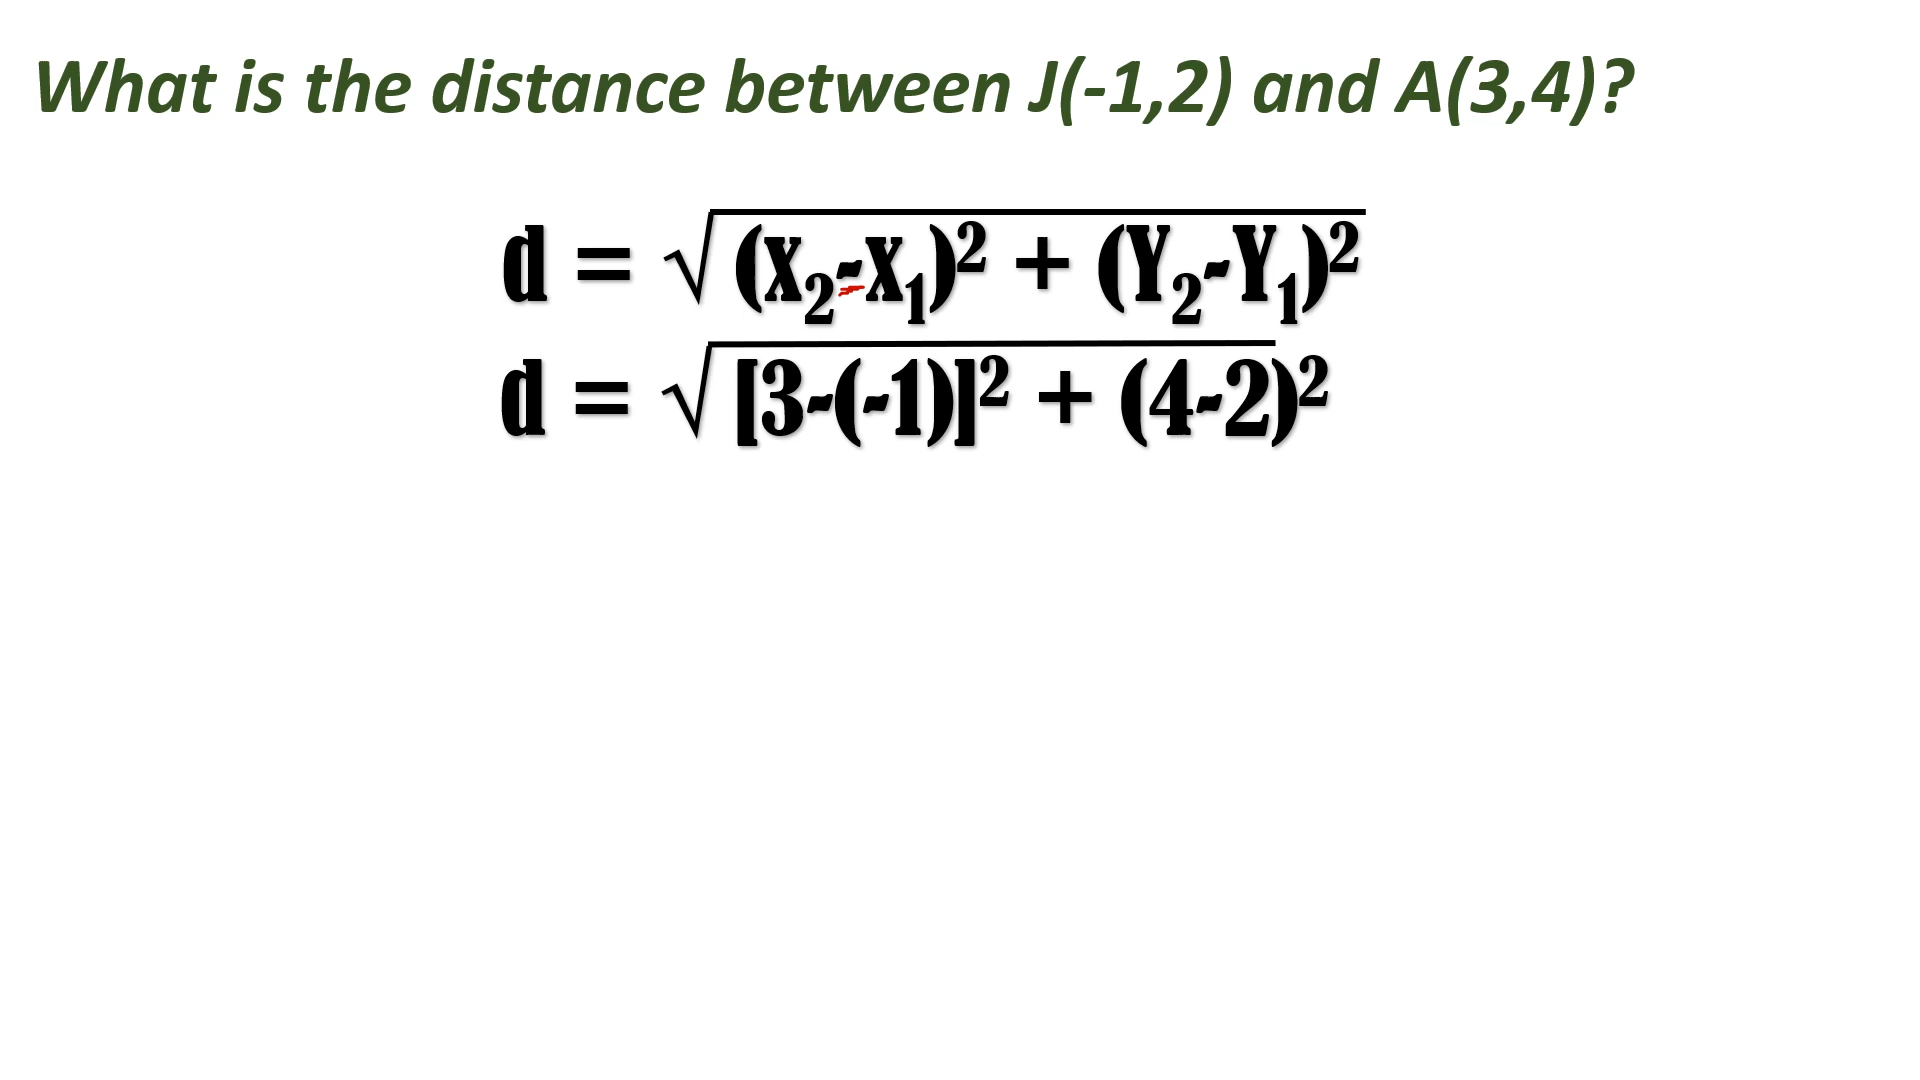 What is the distance between J(-1,2) and A(3,4)?
d = √(x₂-x₁)² + (Y₂-Y₁)²
d = √[3-(-1)]² + (4-2)²